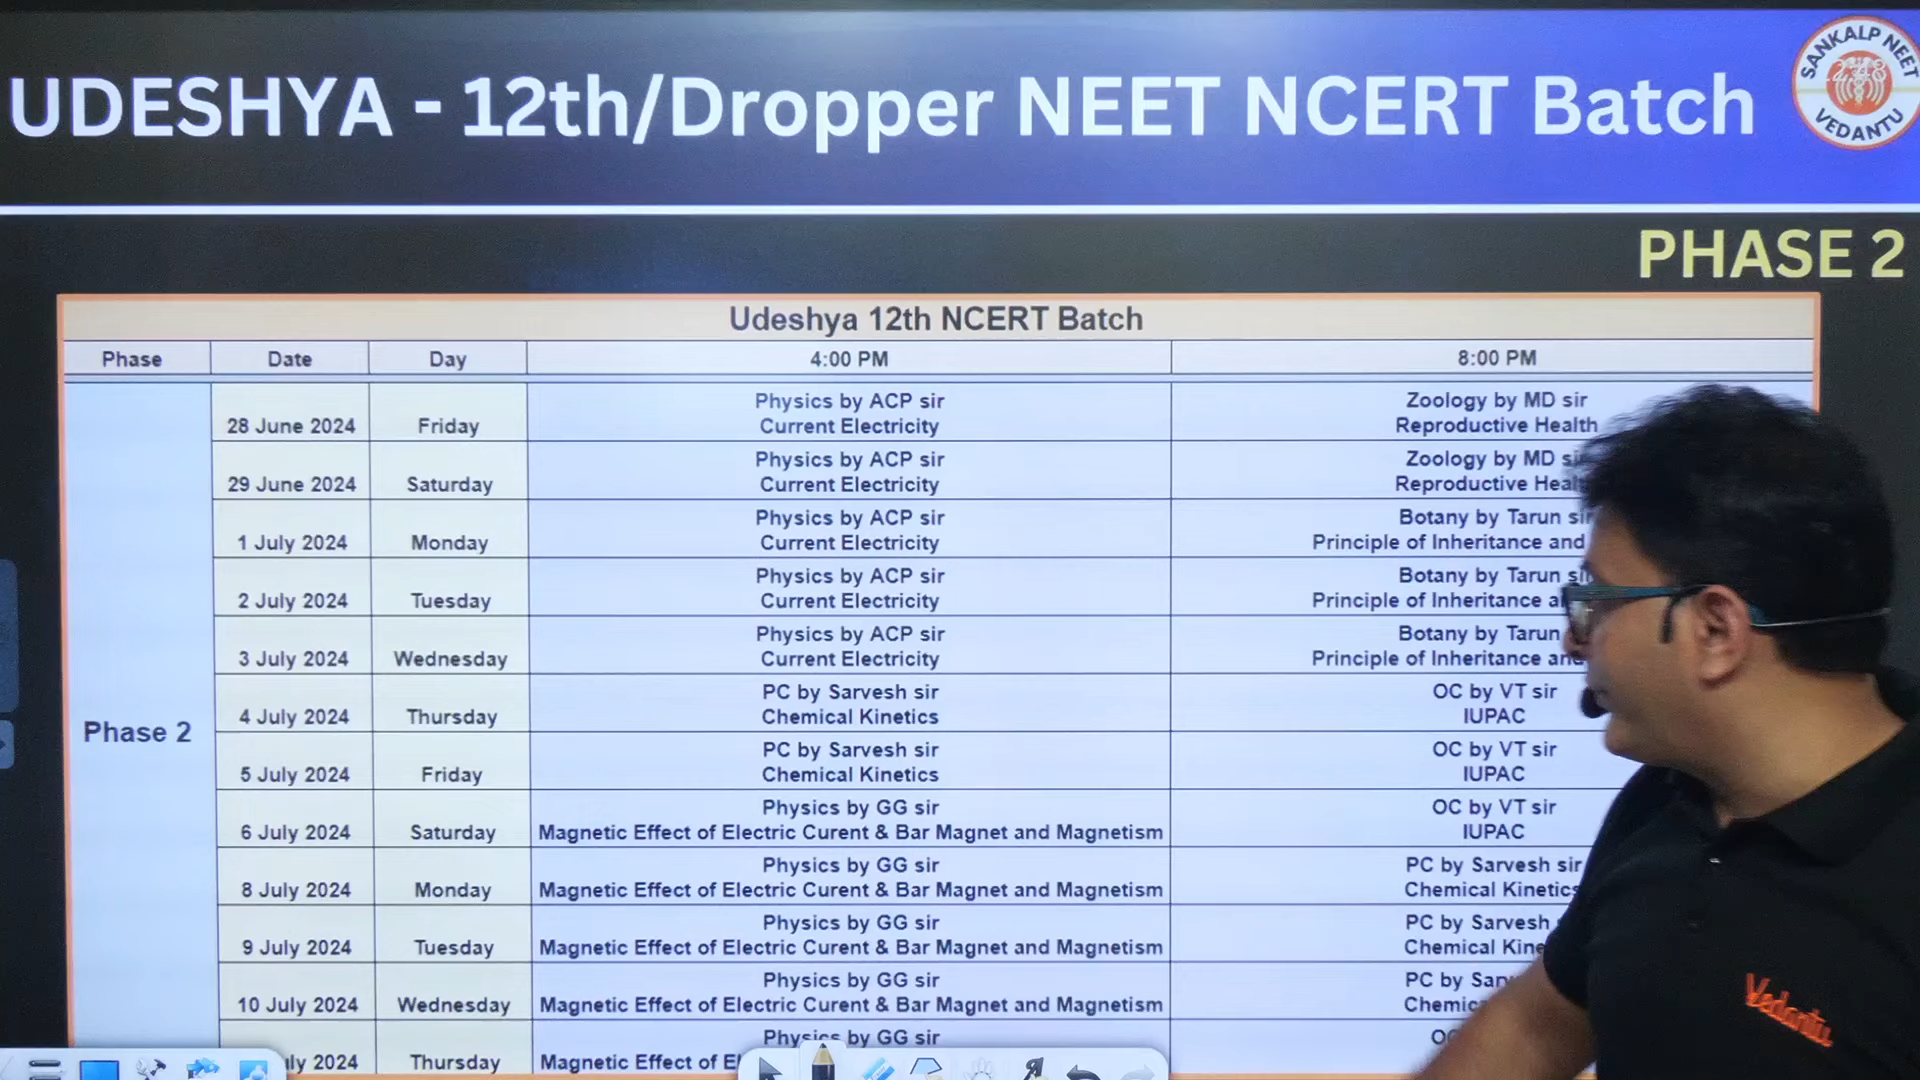 UDESHYA - 12th/Dropper NEET NCERT Batch
SANKALP NEET
VEDANTU
PHASE 2
Udeshya 12th NCERT Batch
Phase Date Day 4:00 PM 8:00 PM
Phase 2
28 June 2024 Friday Physics by ACP sir Current Electricity Zoology by MD sir Reproductive Health
29 June 2024 Saturday Physics by ACP sir Current Electricity Zoology by MD Reproductive
1 July 2024 Monday Physics by ACP sir Current Electricity Botany by Tarun sir Principle of Inheritance and
2 July 2024 Tuesday Physics by ACP sir Current Electricity Botany by Tarun Principle of Inheritance
3 July 2024 Wednesday Physics by ACP sir Current Electricity Botany by Tarun Principle of Inheritance and
4 July 2024 Thursday PC by Sarvesh sir Chemical Kinetics OC by VT sir IUPAC
5 July 2024 Friday PC by Sarvesh sir Chemical Kinetics OC by VT sir IUPAC
6 July 2024 Saturday Physics by GG sir Magnetic Effect of Electric Curent & Bar Magnet and Magnetism OC by VT sir IUPAC
8 July 2024 Monday Physics by GG sir Magnetic Effect of Electric Curent & Bar Magnet and Magnetism PC by Sarvesh sir Chemical Kinetics
9 July 2024 Tuesday Physics by GG sir Magnetic Effect of Electric Curent & Bar Magnet and Magnetism PC by Sarvesh Chemical
10 July 2024 Wednesday Physics by GG sir Magnetic Effect of Electric Curent & Bar Magnet and Magnetism PC by
2024 Thursday Physics by GG sir Magnetic Effect of
Vedantu